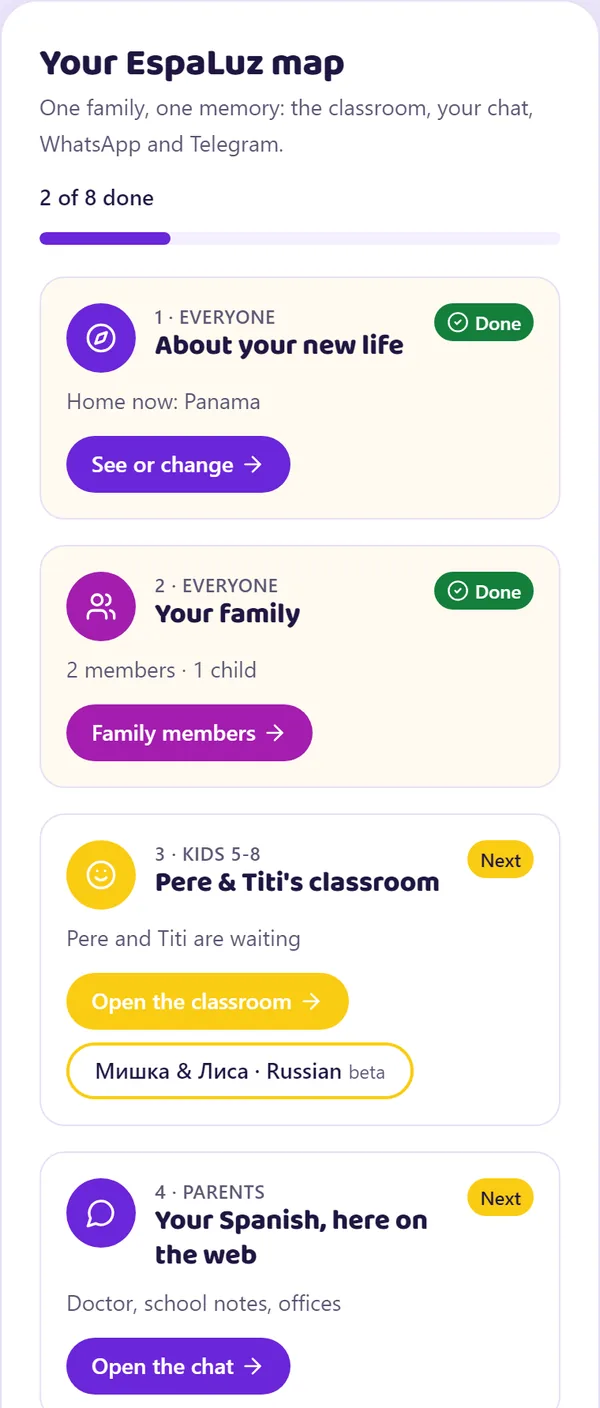 Your EspaLuz map
One family, one memory: the classroom, your chat,
WhatsApp and Telegram.
2 of 8 done
1 · EVERYONE
About your new life
Done
Home now: Panama
See or change →
2 · EVERYONE
Your family
Done
2 members · 1 child
Family members →
3 · KIDS 5-8
Pere & Titi's classroom
Next
Pere and Titi are waiting
Open the classroom →
Мишка & Лиса · Russian beta
4 · PARENTS
Your Spanish, here on
the web
Next
Doctor, school notes, offices
Open the chat →